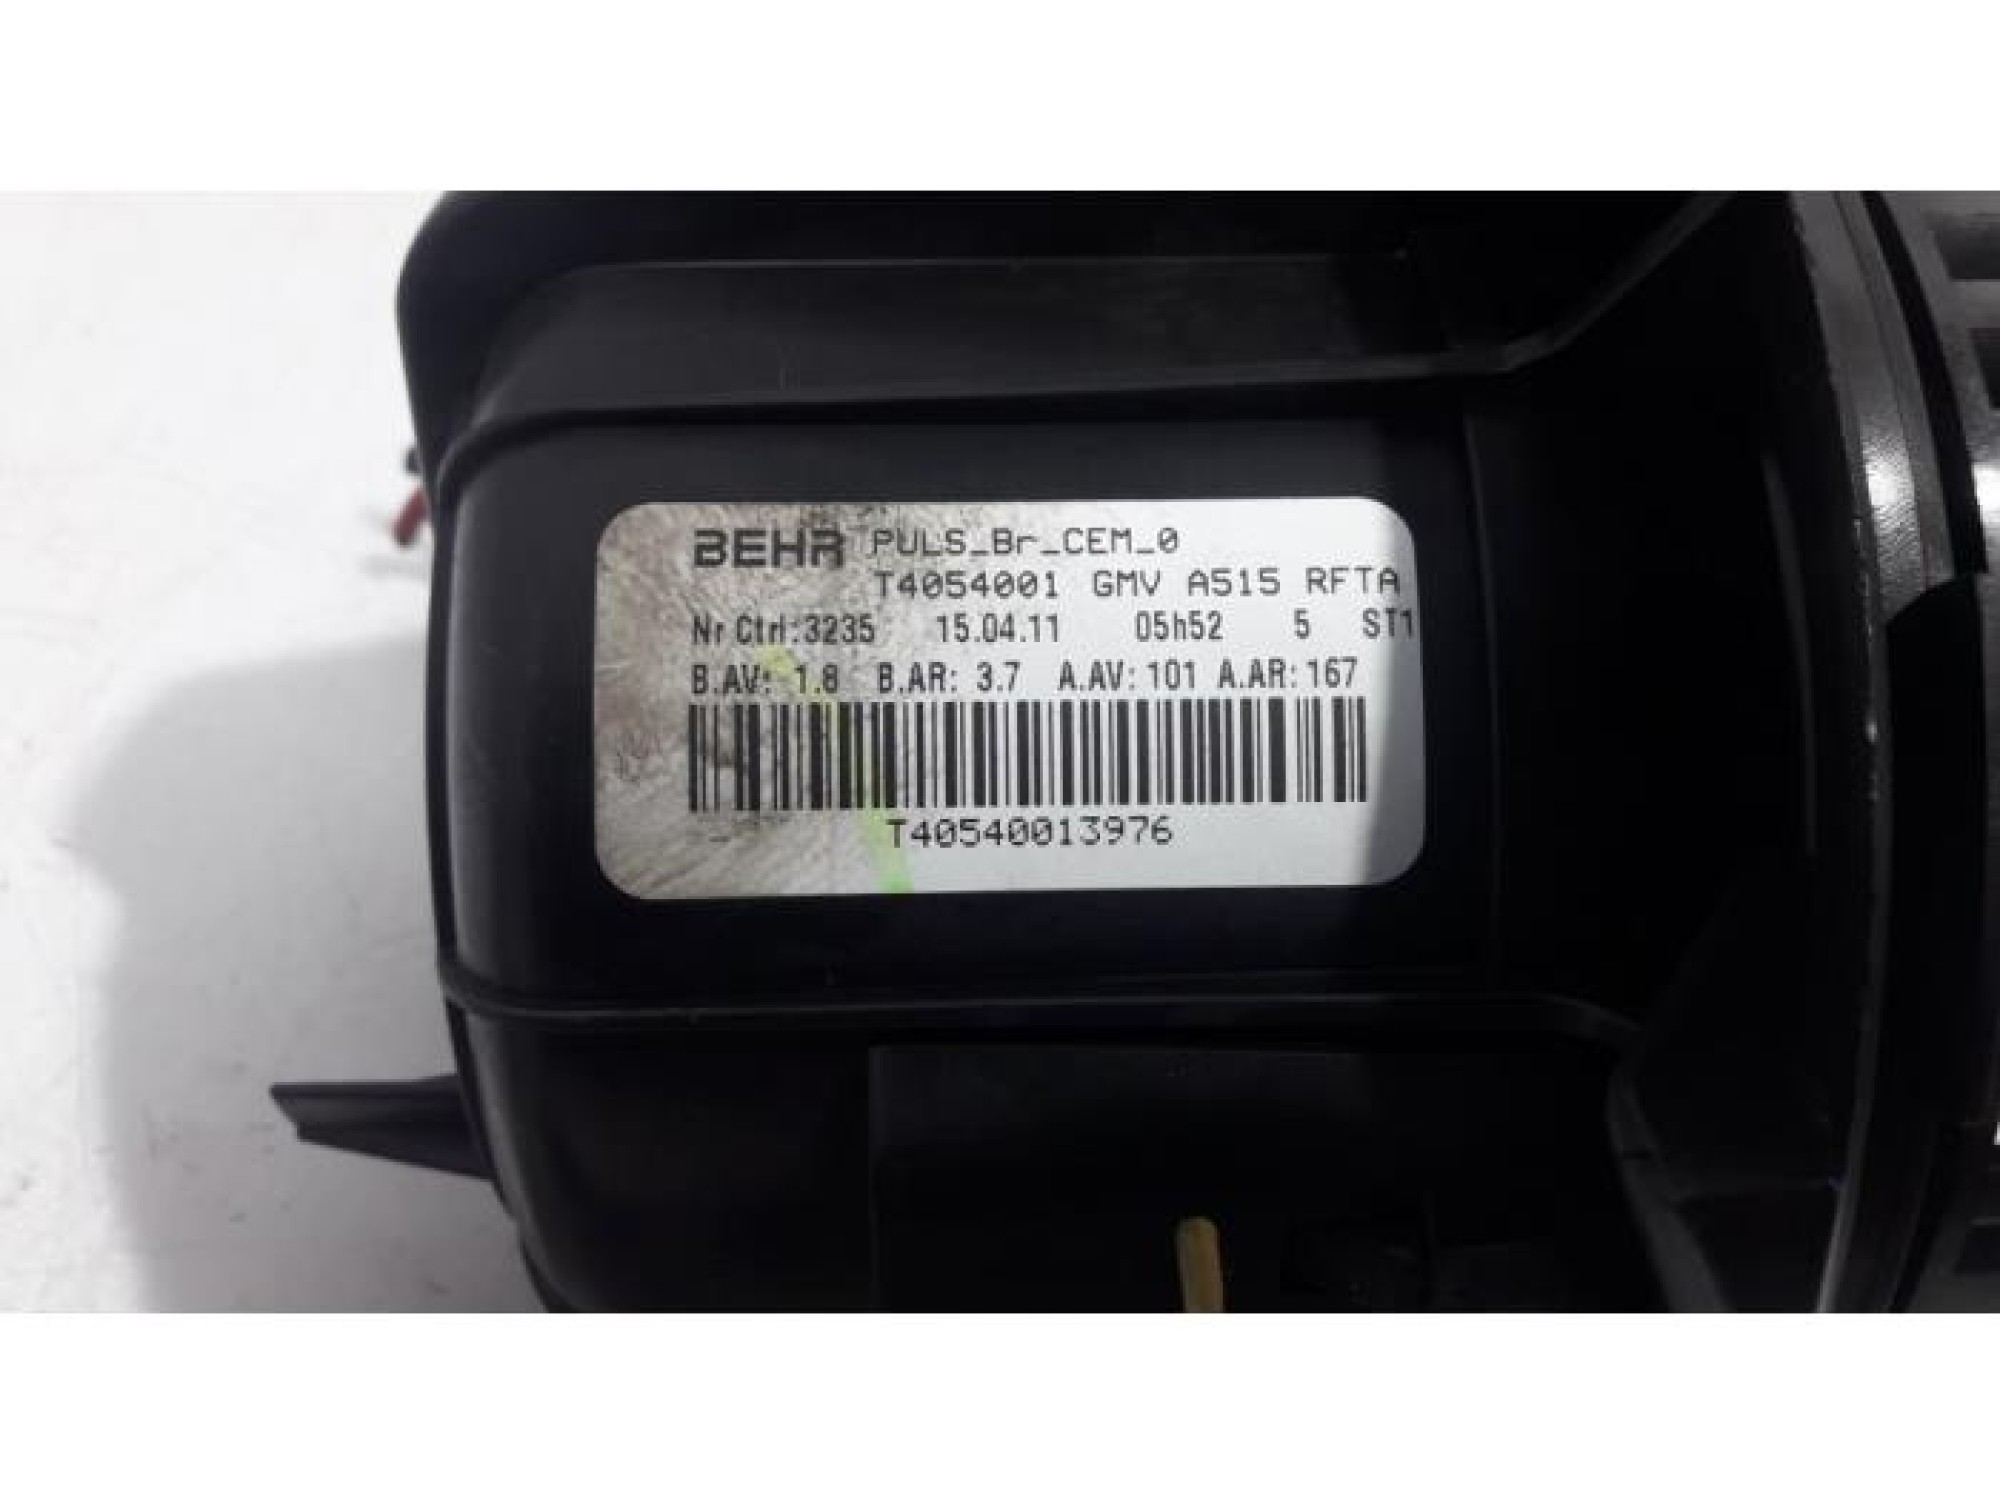 BEHR PULS_Br_CEM_0
T4054001 GMV A515 RFTA
Nr Ctrl:3235 15.04.11 05h52 5 ST1
B.AV: 1.8 B.AR: 3.7 A.AV: 101 A.AR: 167
T40540013976